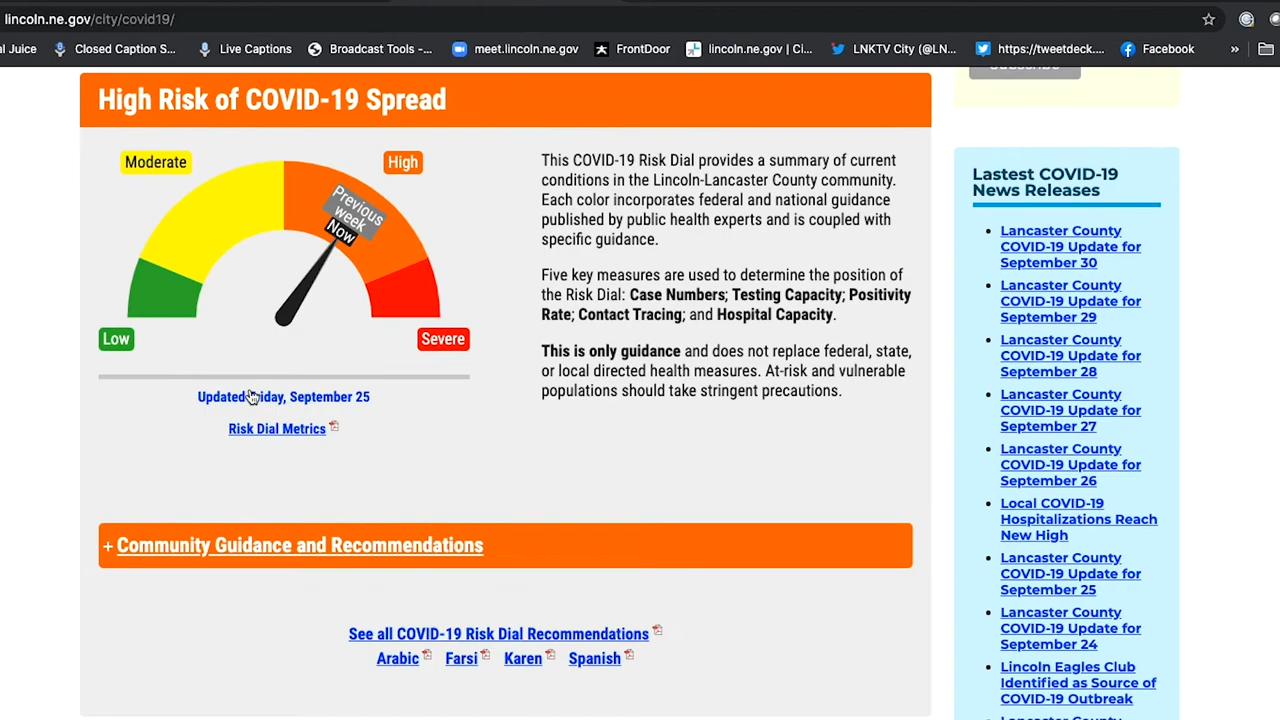 lincoln.ne.gov/city/covid19/
al Juice
Closed Caption S...
Live Captions
Broadcast Tools -...
meet.lincoln.ne.gov
FrontDoor
lincoln.ne.gov | Ci...
LNKTV City (@LN...
https://tweetdeck....
Facebook
»
High Risk of COVID-19 Spread
Moderate
High
Previous
week
Now
Low
Severe
Updated Friday, September 25
Risk Dial Metrics
This COVID-19 Risk Dial provides a summary of current
conditions in the Lincoln-Lancaster County community.
Each color incorporates federal and national guidance
published by public health experts and is coupled with
specific guidance.
Five key measures are used to determine the position of
the Risk Dial: Case Numbers; Testing Capacity; Positivity
Rate; Contact Tracing; and Hospital Capacity.
This is only guidance and does not replace federal, state,
or local directed health measures. At-risk and vulnerable
populations should take stringent precautions.
+ Community Guidance and Recommendations
See all COVID-19 Risk Dial Recommendations
Arabic Farsi Karen Spanish
Lastest COVID-19
News Releases
Lancaster County
COVID-19 Update for
September 30
Lancaster County
COVID-19 Update for
September 29
Lancaster County
COVID-19 Update for
September 28
Lancaster County
COVID-19 Update for
September 27
Lancaster County
COVID-19 Update for
September 26
Local COVID-19
Hospitalizations Reach
New High
Lancaster County
COVID-19 Update for
September 25
Lancaster County
COVID-19 Update for
September 24
Lincoln Eagles Club
Identified as Source of
COVID-19 Outbreak